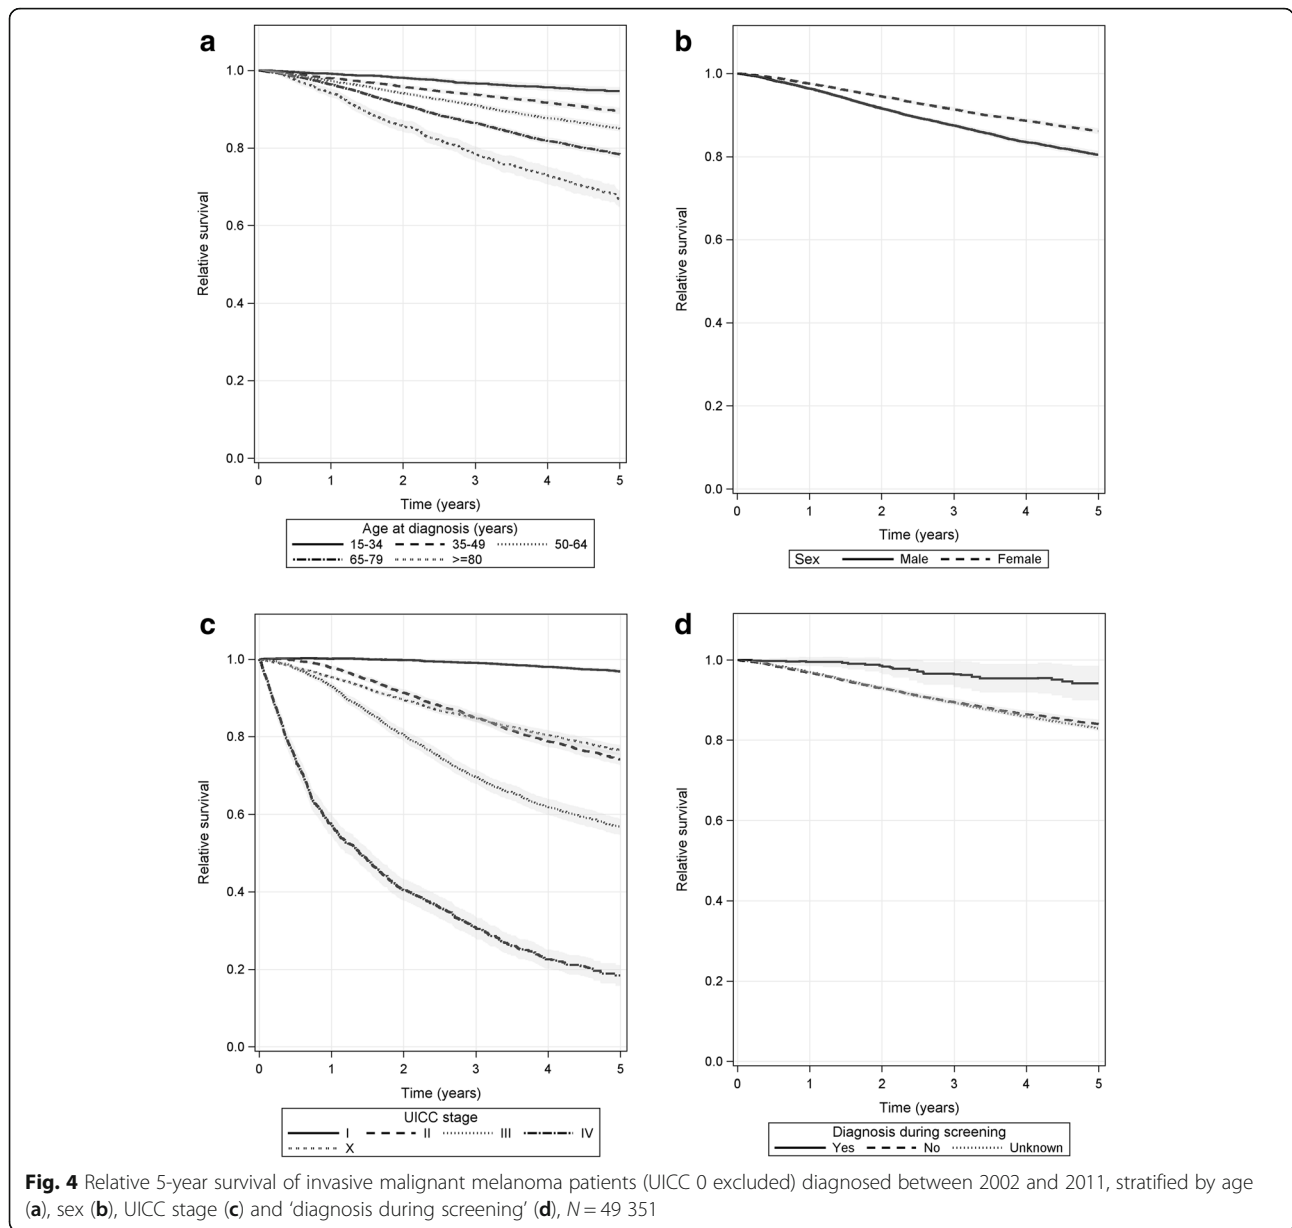 a
1.0
0.8
0.6
0.4
0.2
0.0
Relative survival
0 1 2 3 4 5
Time (years)
Age at diagnosis (years)
15-34 35-49 50-64
65-79 >=80
b
1.0
0.8
0.6
0.4
0.2
0.0
Relative survival
0 1 2 3 4 5
Time (years)
Sex Male Female
c
1.0
0.8
0.6
0.4
0.2
0.0
Relative survival
0 1 2 3 4 5
Time (years)
UICC stage
I II III IV
X
d
1.0
0.8
0.6
0.4
0.2
0.0
Relative survival
0 1 2 3 4 5
Time (years)
Diagnosis during screening
Yes No Unknown
Fig. 4 Relative 5-year survival of invasive malignant melanoma patients (UICC 0 excluded) diagnosed between 2002 and 2011, stratified by age
(a), sex (b), UICC stage (c) and ‘diagnosis during screening’ (d), N = 49 351